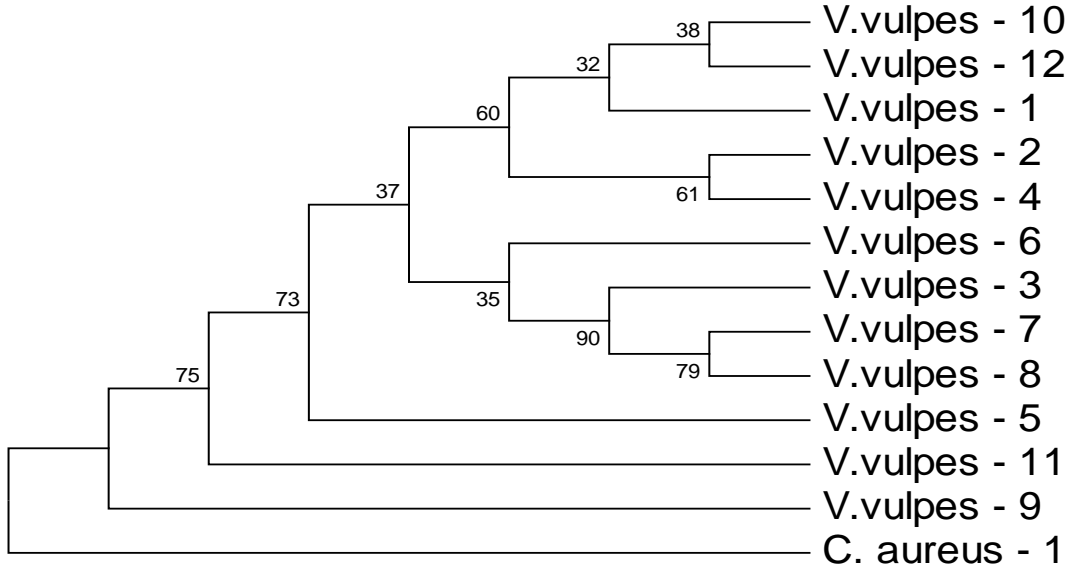 V.vulpes - 10
38
V.vulpes - 12
32
V.vulpes - 1
60
V.vulpes - 2
61
V.vulpes - 4
37
V.vulpes - 6
35
V.vulpes - 3
73
90
V.vulpes - 7
79
V.vulpes - 8
75
V.vulpes - 5
V.vulpes - 11
V.vulpes - 9
C. aureus - 1